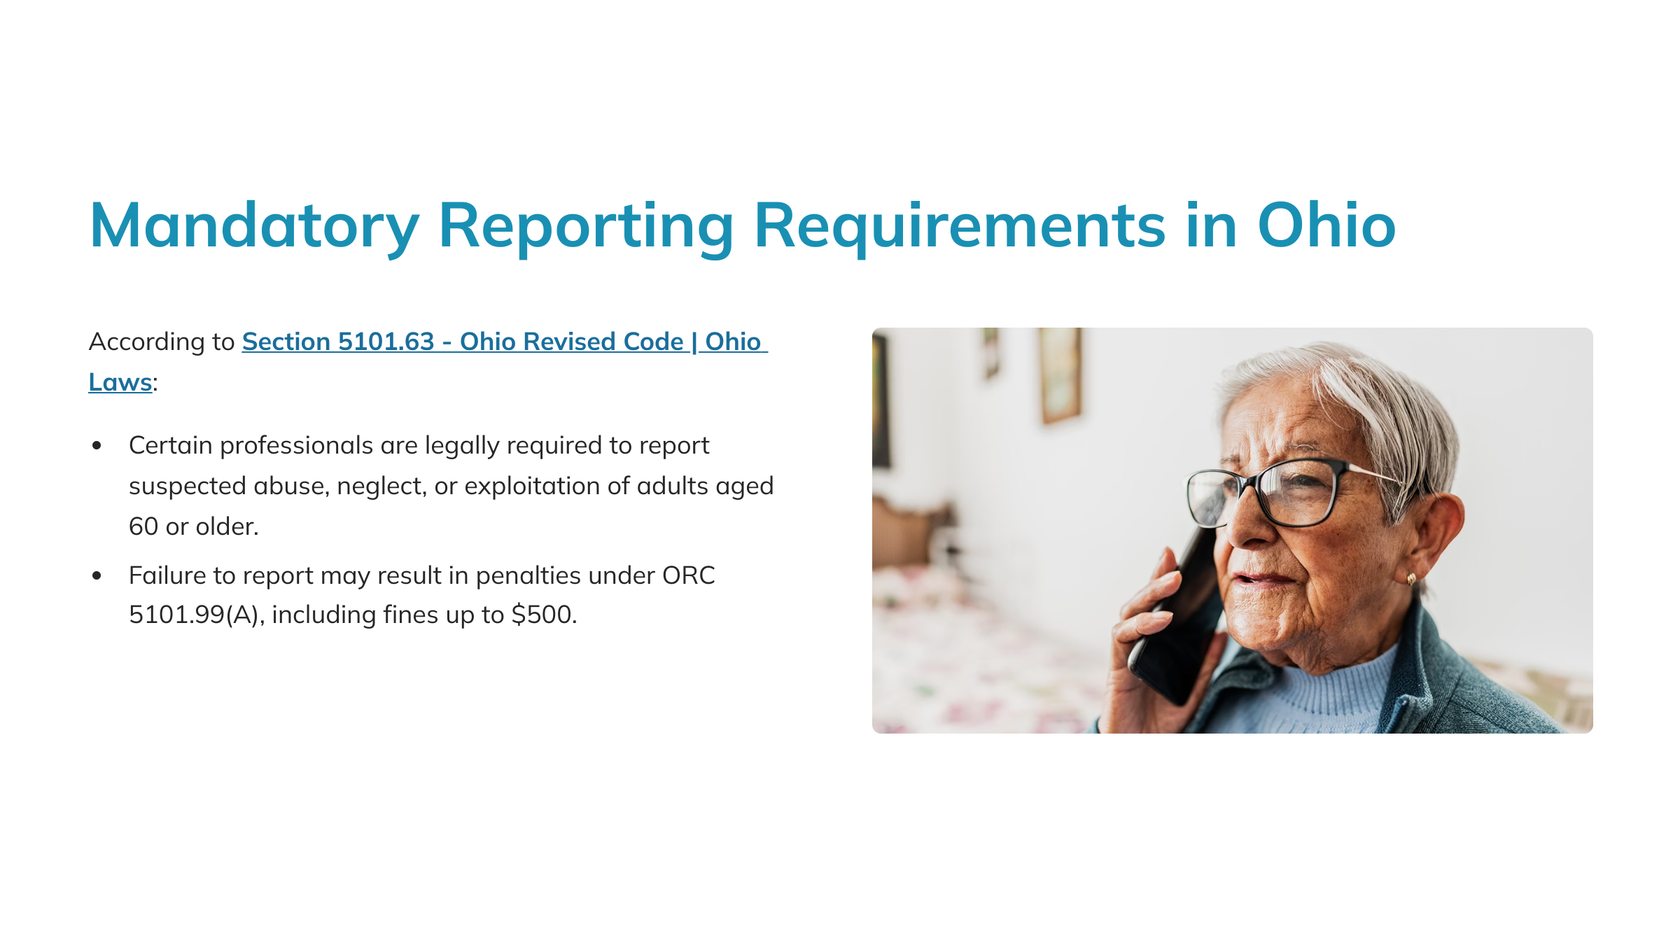 Mandatory Reporting Requirements in Ohio
According to Section 5101.63 - Ohio Revised Code | Ohio
Laws:
• Certain professionals are legally required to report
suspected abuse, neglect, or exploitation of adults aged
60 or older.
• Failure to report may result in penalties under ORC
5101.99(A), including fines up to $500.